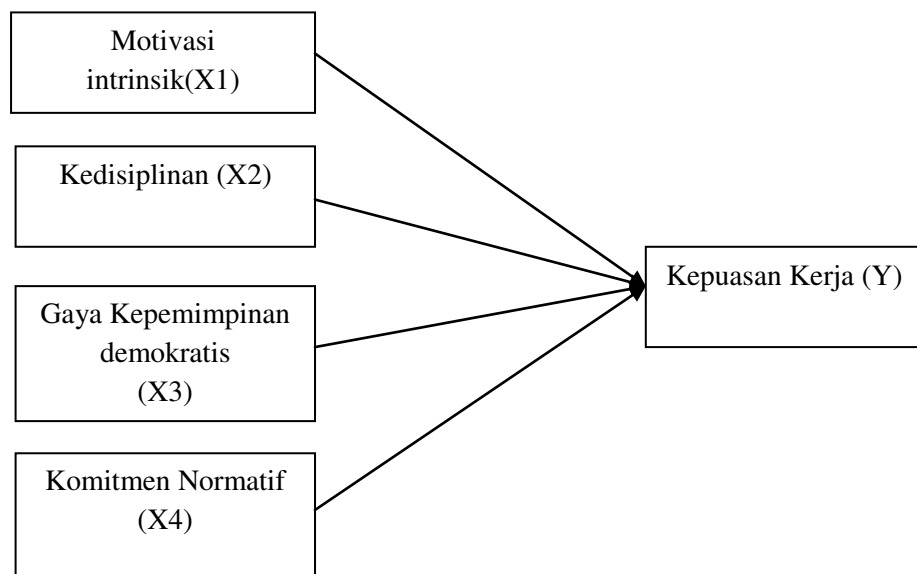 Motivasi
intrinsik(X1)
Kedisiplinan (X2)
Gaya Kepemimpinan
demokratis
(X3)
Komitmen Normatif
(X4)
Kepuasan Kerja (Y)